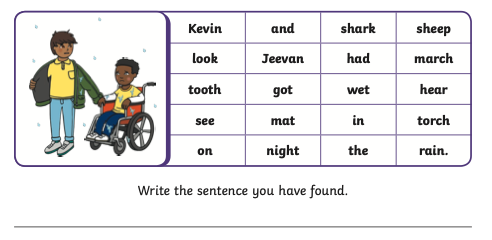 Kevin and shark sheep
look Jeevan had march
tooth got wet hear
see mat in torch
on night the rain.
Write the sentence you have found.